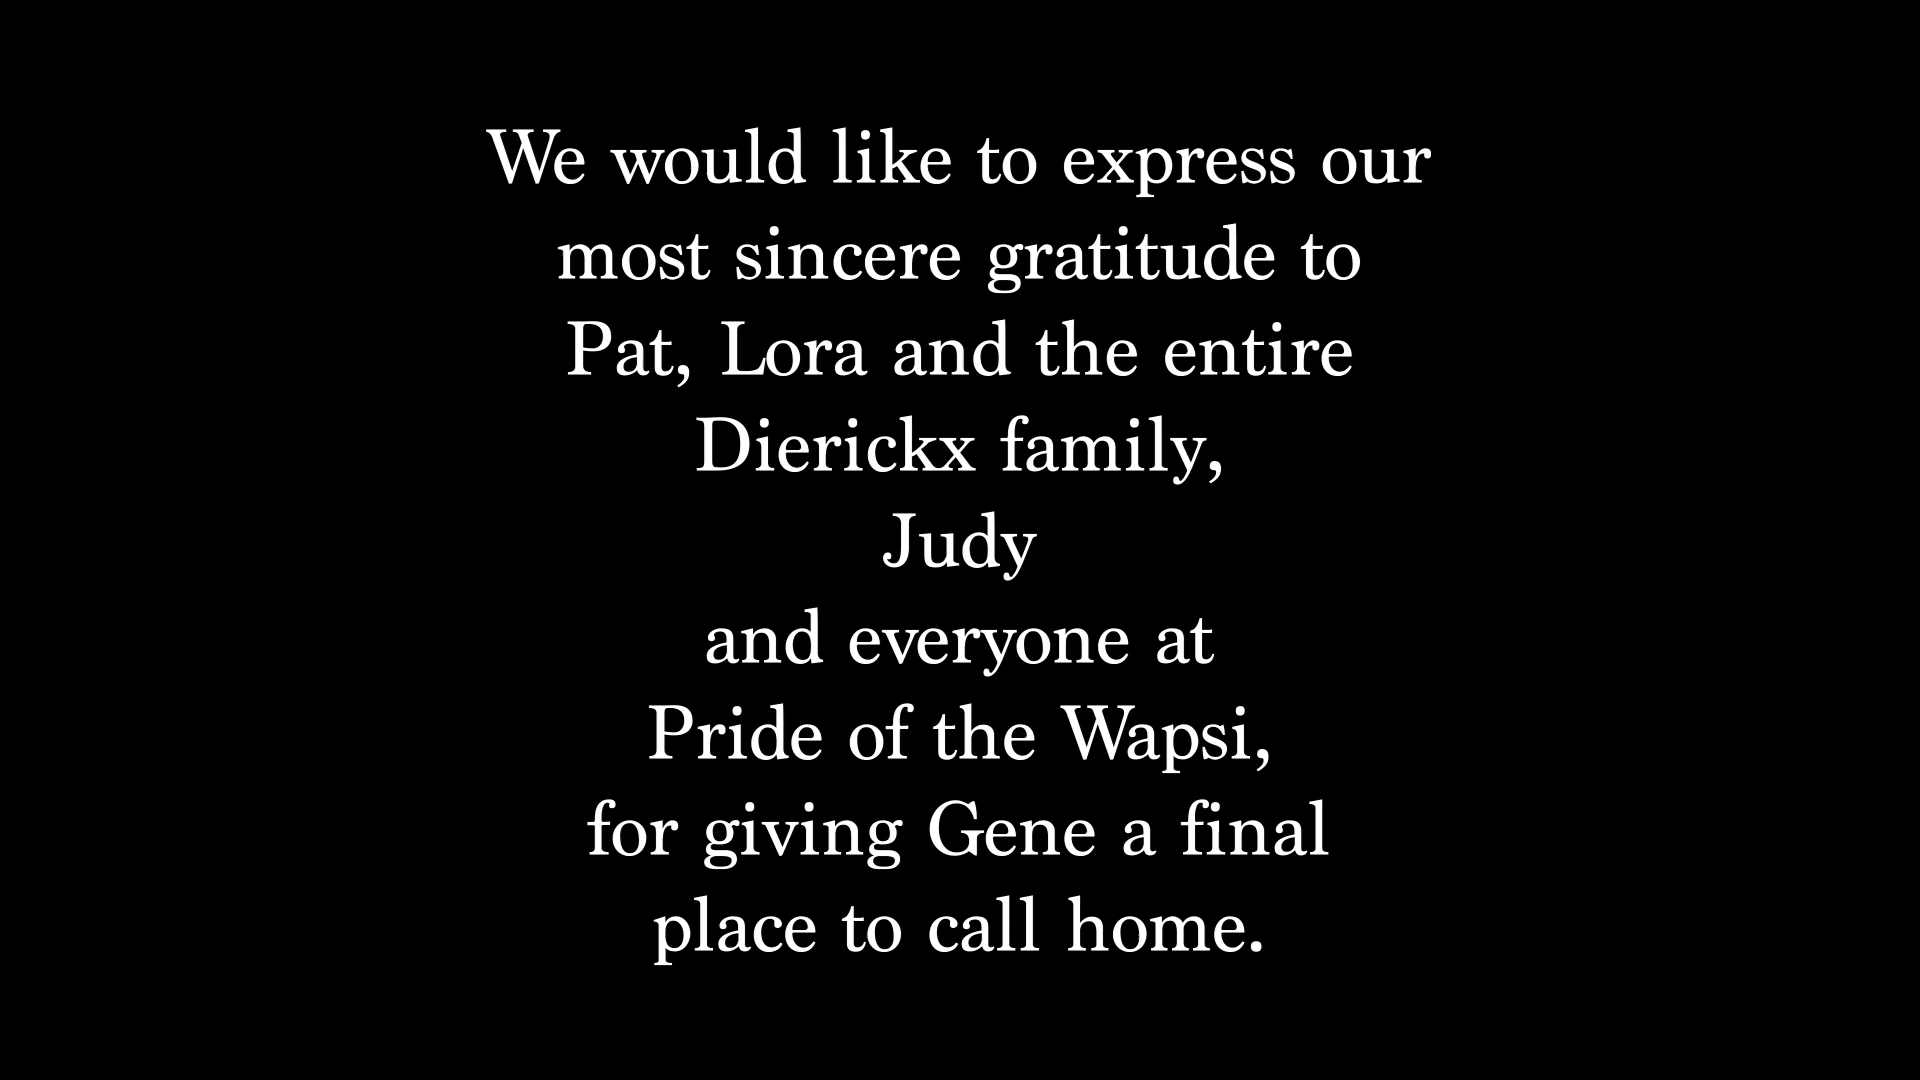 We would like to express our
most sincere gratitude to
Pat, Lora and the entire
Dierickx family,
Judy
and everyone at
Pride of the Wapsi,
for giving Gene a final
place to call home.